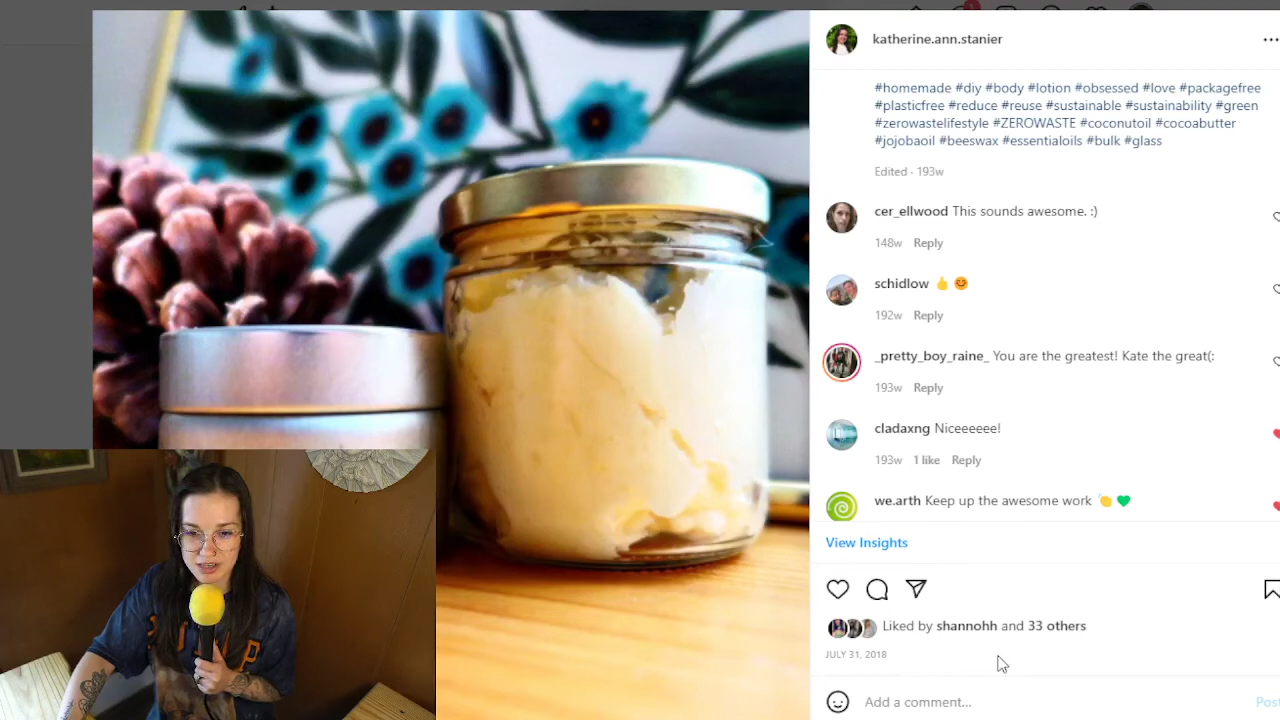 katherine.ann.stanier
#homemade #diy #body #lotion #obsessed #love #packagefree
#plasticfree #reduce #reuse #sustainable #sustainability #green
#zerowastelifestyle #ZEROWASTE #coconutoil #cocoabutter
#jojobaoil #beeswax #essentialoils #bulk #glass
Edited · 193w
cer_ellwood This sounds awesome. :)
148w Reply
schidlow 👍 😊
192w Reply
_pretty_boy_raine_ You are the greatest! Kate the great(:
193w Reply
cladaxng Niceeeeee!
193w 1 like Reply
we.arth Keep up the awesome work 👏 💚
View Insights
Liked by shannohh and 33 others
JULY 31, 2018
Add a comment...
Post